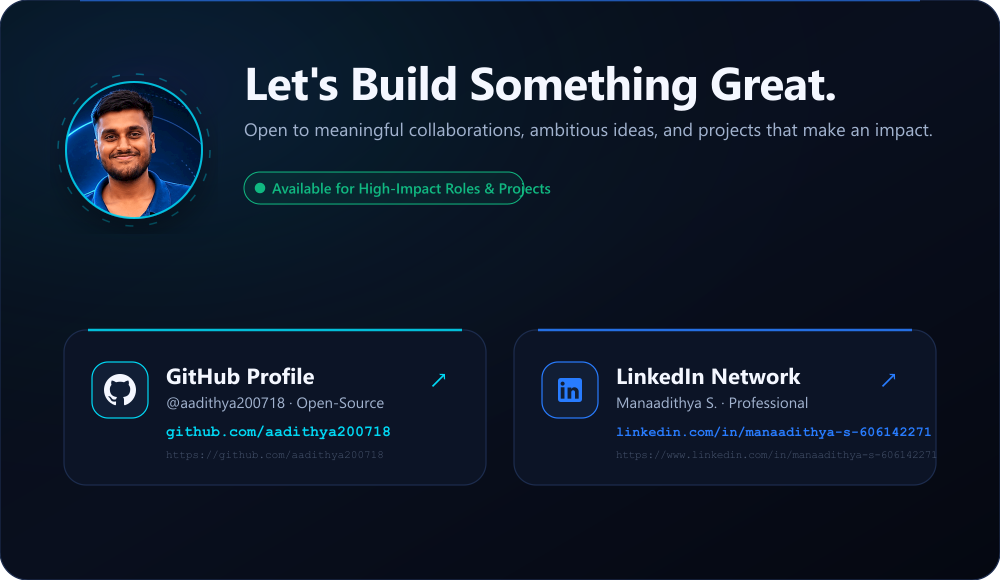 Let's Build Something Great.
Open to meaningful collaborations, ambitious ideas, and projects that make an impact.
Available for High-Impact Roles & Projects
GitHub Profile
@aadithya200718 · Open-Source
github.com/aadithya200718
https://github.com/aadithya200718
LinkedIn Network
Manaadithya S. · Professional
linkedin.com/in/manaadithya-s-606142271
https://www.linkedin.com/in/manaadithya-s-606142271